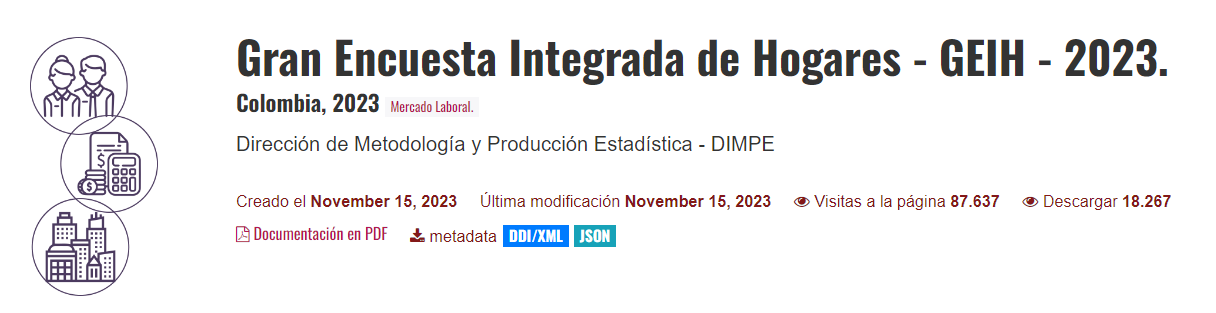 Gran Encuesta Integrada de Hogares - GEIH - 2023.
Colombia, 2023 Mercado Laboral.
Dirección de Metodología y Producción Estadística - DIMPE
Creado el November 15, 2023 Última modificación November 15, 2023 Visitas a la página 87.637 Descargar 18.267
Documentación en PDF metadata DDI/XML JSON